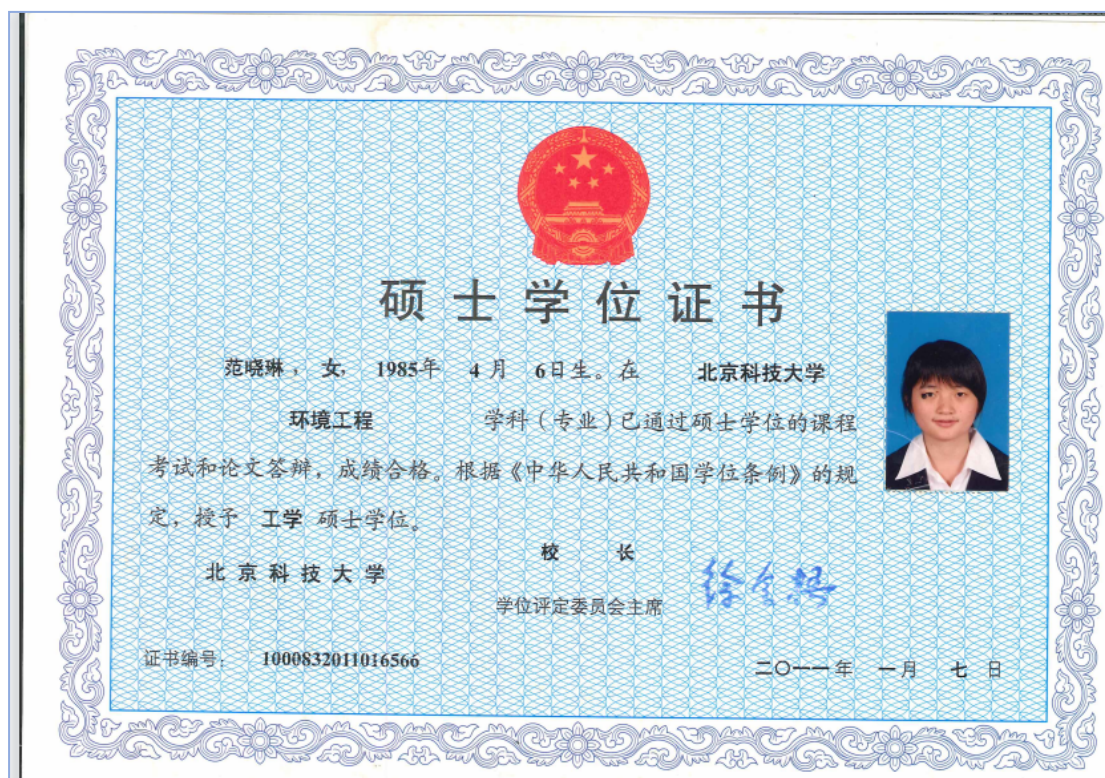 硕士学位证书
范晓琳，女，1985年 4月 6日生。在 北京科技大学
环境工程 学科（专业）已通过硕士学位的课程
考试和论文答辩，成绩合格。根据《中华人民共和国学位条例》的规
定，授予 工学 硕士学位。
北京科技大学
校 长
学位评定委员会主席
证书编号：1000832011016566
二〇一一年 一月 七日